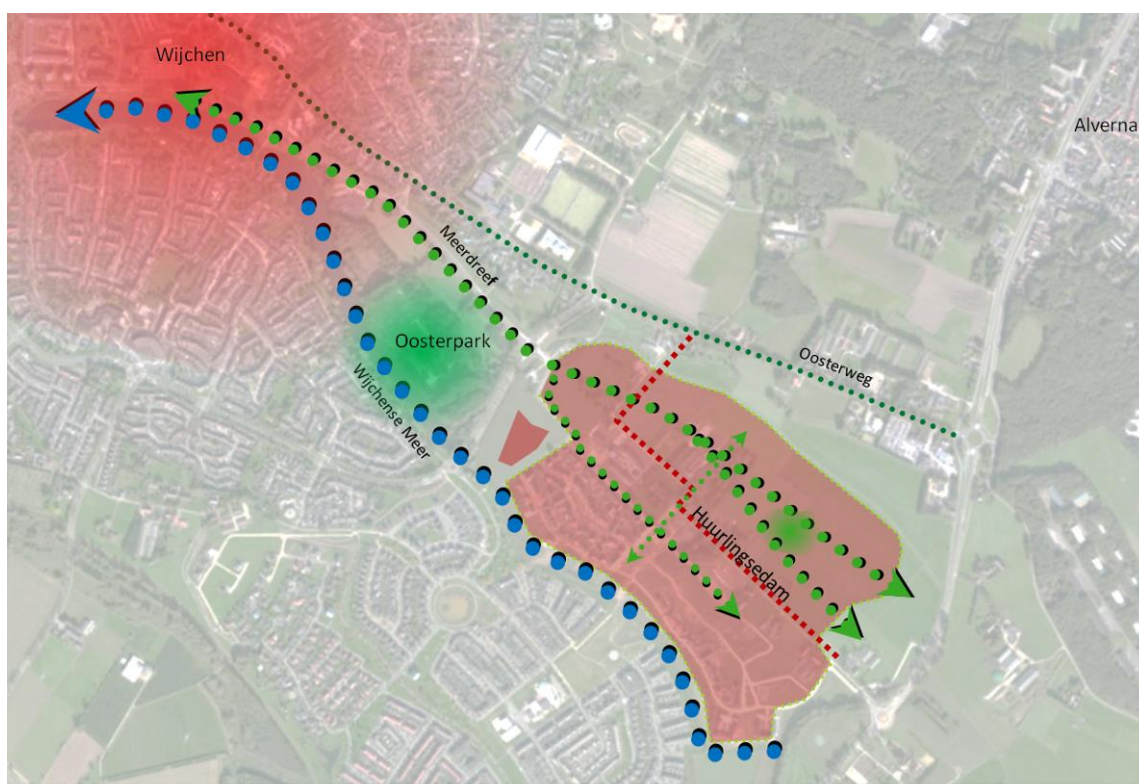 Wijchen
Alverna
Meerdreef
Oosterpark
Oosterweg
Wijchense Meer
Huurlingsedam